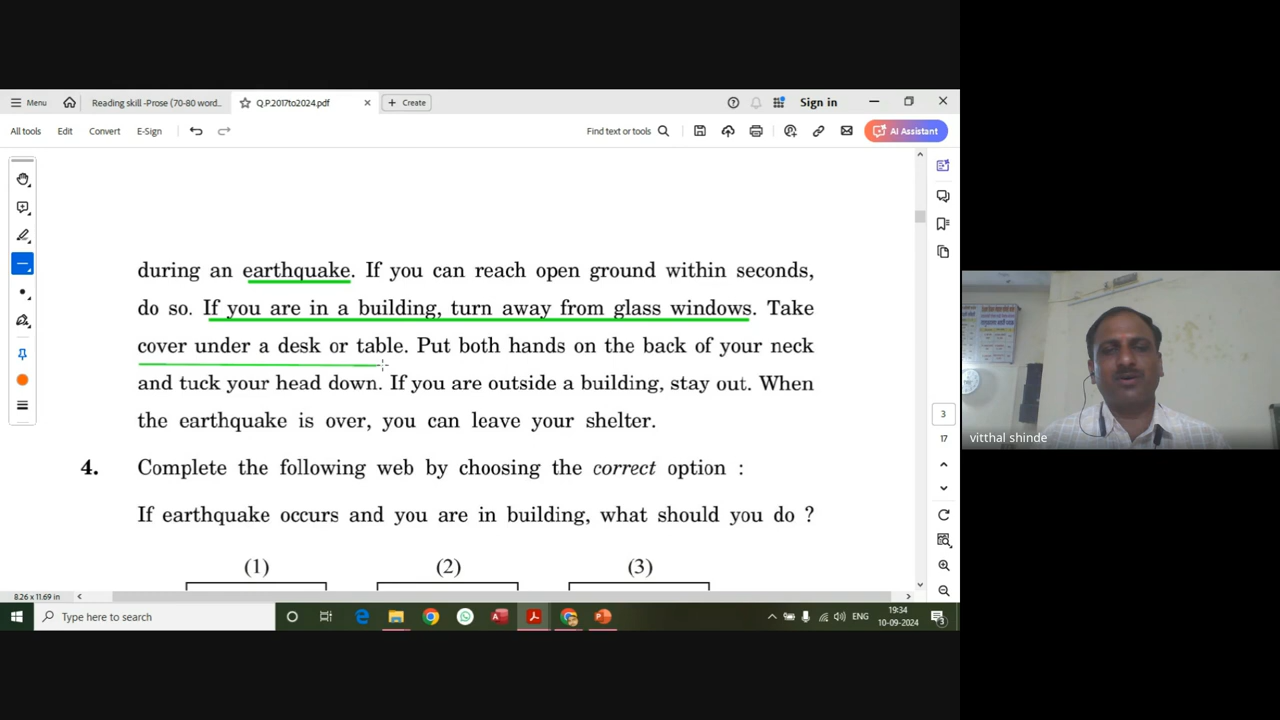 Menu
Reading skill -Prose (70-80 word..
Q.P.2017to2024.pdf
Create
Sign in
All tools
Edit
Convert
E-Sign
Find text or tools
AI Assistant
during an earthquake. If you can reach open ground within seconds,
do so. If you are in a building, turn away from glass windows. Take
cover under a desk or table. Put both hands on the back of your neck
and tuck your head down. If you are outside a building, stay out. When
the earthquake is over, you can leave your shelter.
4. Complete the following web by choosing the correct option :
If earthquake occurs and you are in building, what should you do ?
(1) (2) (3)
3
17
8.26 x 11.69 in
vitthal shinde
Type here to search
ENG
19:34
10-09-2024
3